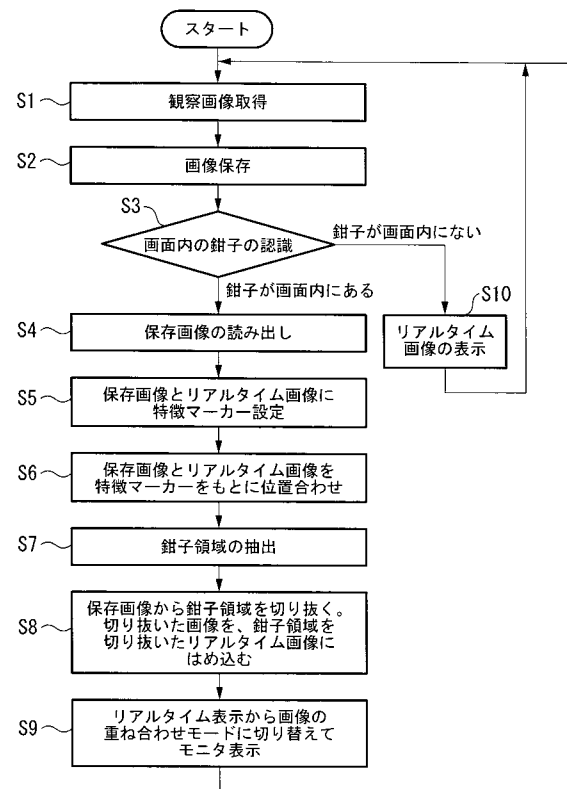 スタート
S1
観察画像取得
S2
画像保存
S3
画面内の鉗子の認識
鉗子が画面内にない
鉗子が画面内にある
S10
リアルタイム
画像の表示
S4
保存画像の読み出し
S5
保存画像とリアルタイム画像に
特徴マーカー設定
S6
保存画像とリアルタイム画像を
特徴マーカーをもとに位置合わせ
S7
鉗子領域の抽出
S8
保存画像から鉗子領域を切り抜く。
切り抜いた画像を、鉗子領域を
切り抜いたリアルタイム画像に
はめ込む
S9
リアルタイム表示から画像の
重ね合わせモードに切り替えて
モニタ表示